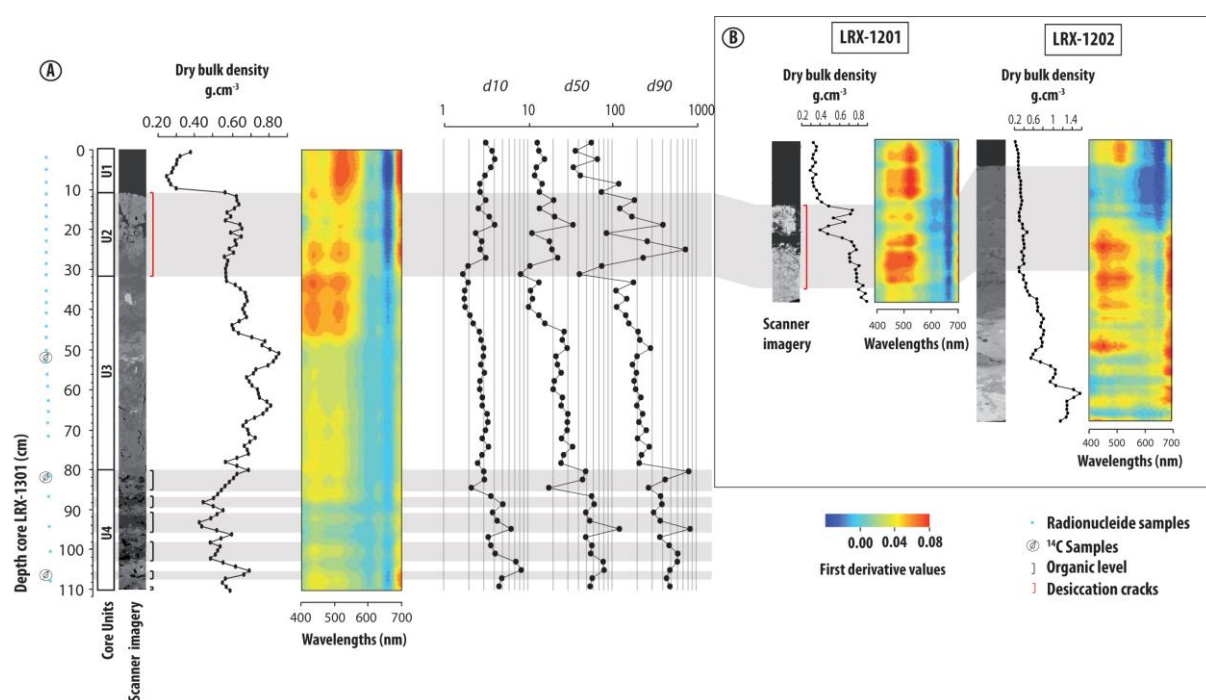 A
Dry bulk density
g.cm⁻³
0.20 0.40 0.60 0.80
d10 d50 d90
1 10 100 1000
0
10
20
30
40
50
60
70
80
90
100
110
U1
U2
U3
U4
Depth core LRX-1301 (cm)
Core Units
Scanner imagery
400 500 600 700
Wavelengths (nm)
B
LRX-1201
Dry bulk density
g.cm⁻³
0.2 0.4 0.6 0.8
Scanner
imagery
400 500 600 700
Wavelengths (nm)
LRX-1202
Dry bulk density
g.cm⁻³
0.2 0.6 1 1.4
400 500 600 700
Wavelengths (nm)
0.00 0.04 0.08
First derivative values
Radionucleide samples
¹⁴C Samples
Organic level
Desiccation cracks